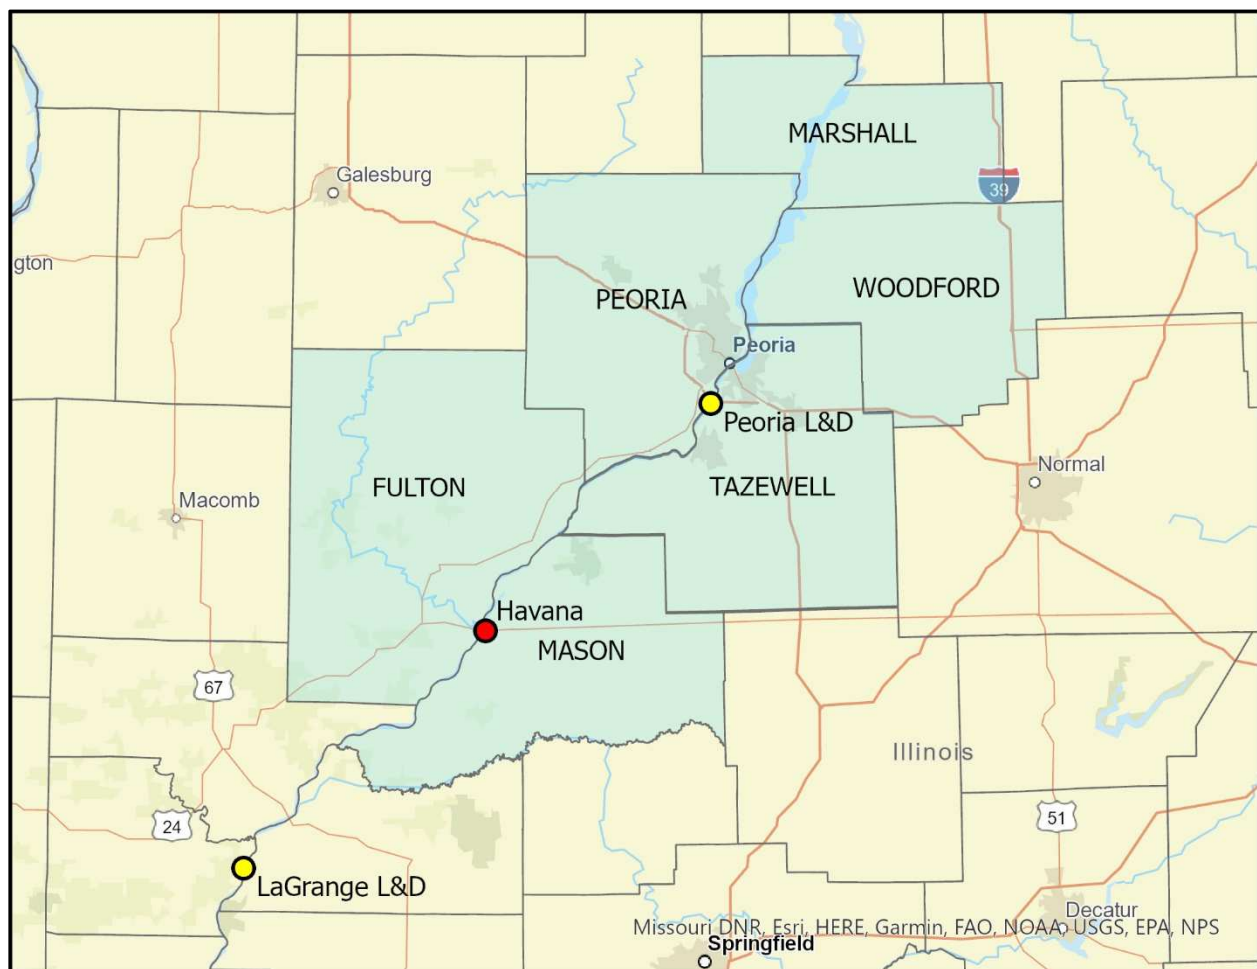 MARSHALL
Galesburg
39
gton
WOODFORD
PEORIA
Peoria
Peoria L&D
Normal
FULTON
TAZEWELL
Macomb
Havana
MASON
67
Illinois
24
51
LaGrange L&D
Decatur
Missouri DNR, Esri, HERE, Garmin, FAO, NOAA, USGS, EPA, NPS
Springfield